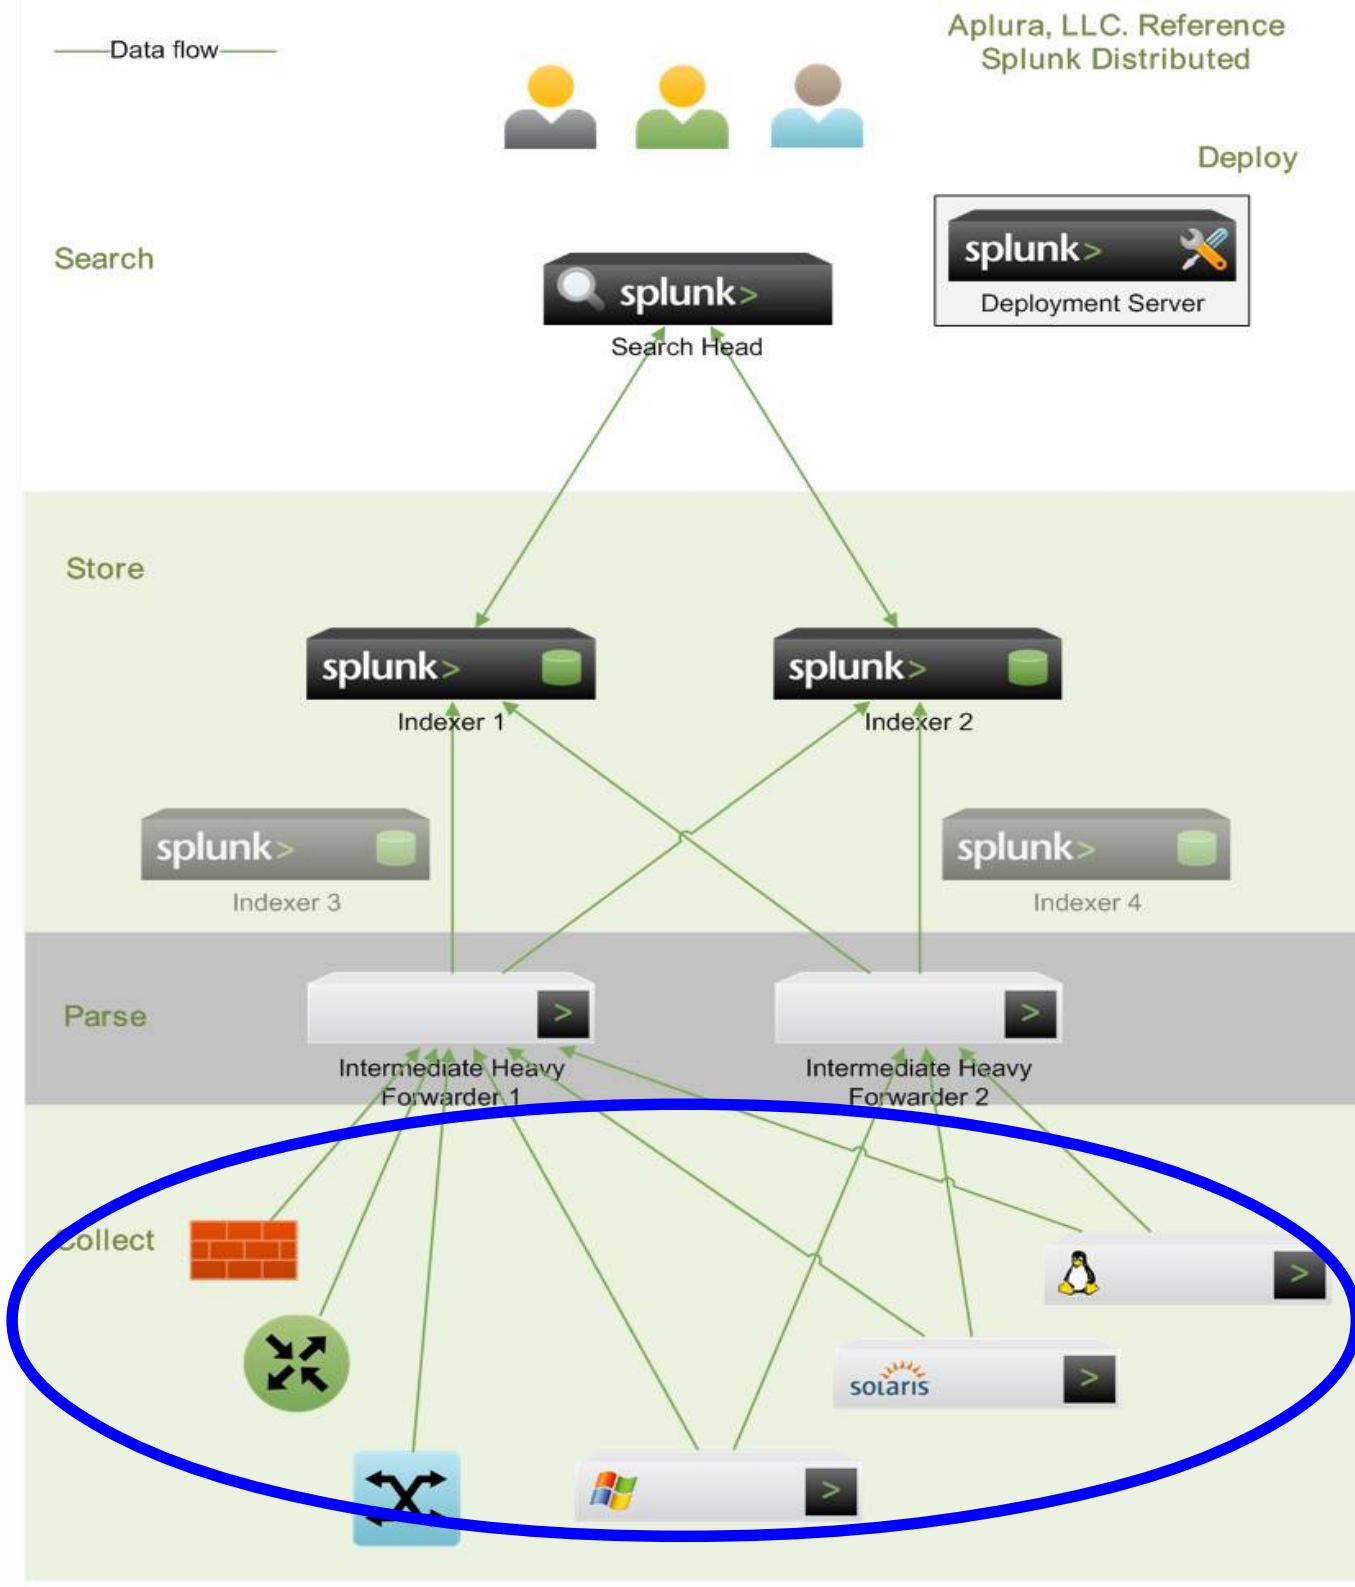 Data flow
Aplura, LLC. Reference
Splunk Distributed
Deploy
splunk>
Deployment Server
Search
splunk>
Search Head
Store
splunk>
Indexer 1
splunk>
Indexer 2
splunk>
Indexer 3
splunk>
Indexer 4
Parse
>
Intermediate Heavy
Forwarder 1
>
Intermediate Heavy
Forwarder 2
Collect
>
solaris
>
>